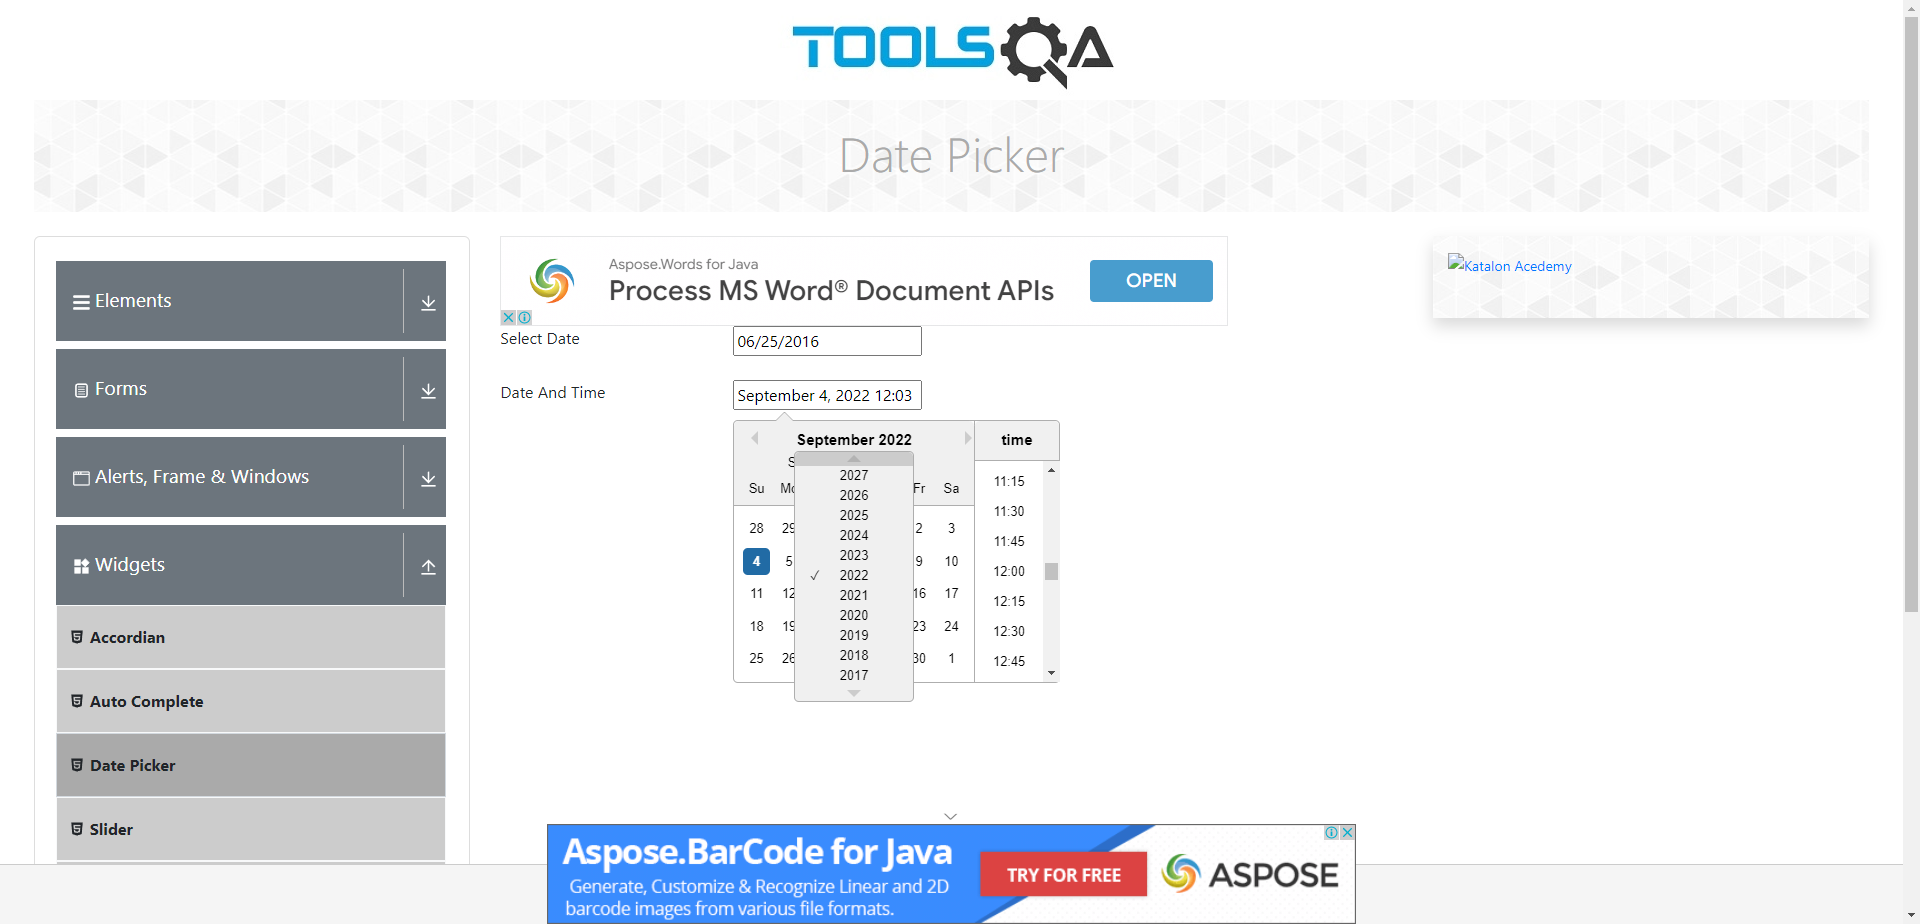 TOOLSQA
Date Picker
Elements
Forms
Alerts, Frame & Windows
Widgets
Accordian
Auto Complete
Date Picker
Slider
Aspose.Words for Java
Process MS Word® Document APIs
OPEN
Katalon Acedemy
Select Date
06/25/2016
Date And Time
September 4, 2022 12:03
September 2022
time
S
Su Mo Fr Sa
28 29 2 3
4 5 9 10
11 12 16 17
18 19 23 24
25 26 30 1
2027
2026
2025
2024
2023
✓ 2022
2021
2020
2019
2018
2017
11:15
11:30
11:45
12:00
12:15
12:30
12:45
Aspose.BarCode for Java
Generate, Customize & Recognize Linear and 2D
barcode images from various file formats.
TRY FOR FREE
ASPOSE